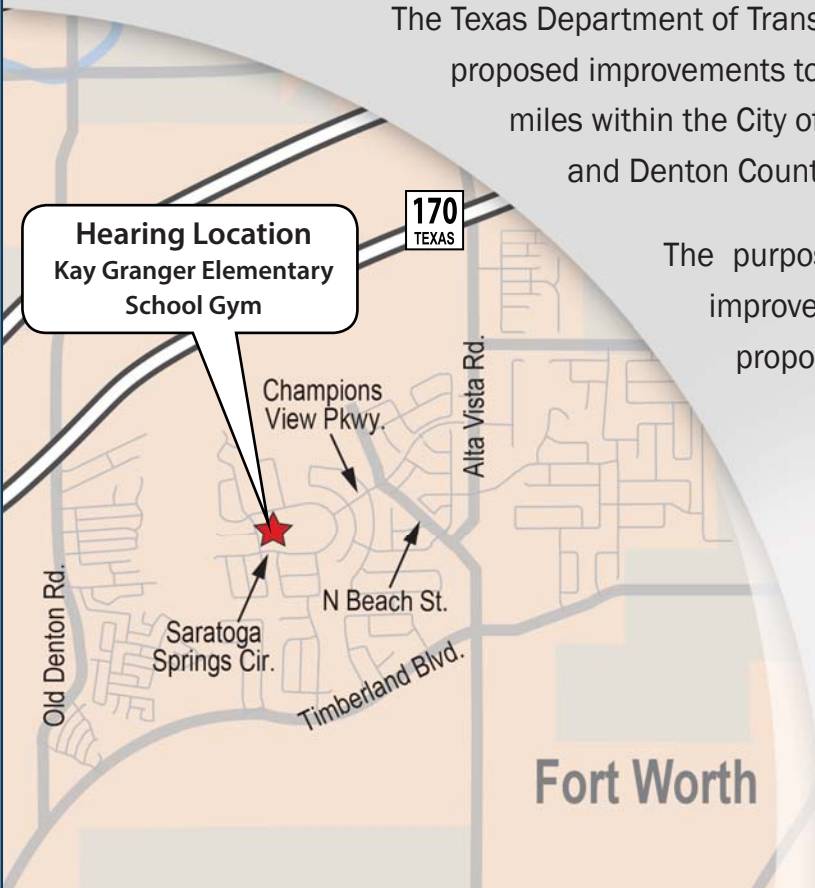 The Texas Department of Trans
proposed improvements to
miles within the City of
and Denton Count
The purpos
improve
propo
170
TEXAS
Hearing Location
Kay Granger Elementary
School Gym
Champions
View Pkwy.
Alta Vista Rd.
N Beach St.
Saratoga
Springs Cir.
Old Denton Rd.
Timberland Blvd.
Fort Worth